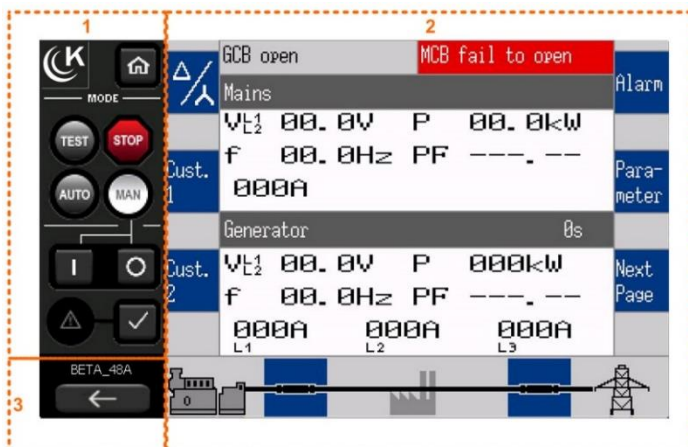 1
2
K
MODE
TEST
STOP
AUTO
MAN
I
O
BETA_48A
3
GCB open
MCB fail to open
Alarm
Mains
VL1
L2 00.0V P 00.0kW
f 00.0Hz PF ---.--
000A
Cust.
1
Para-
meter
Generator 0s
VL1
L2 00.0V P 000kW
f 00.0Hz PF ---.--
Cust.
2
Next
Page
000A 000A 000A
L1 L2 L3
0